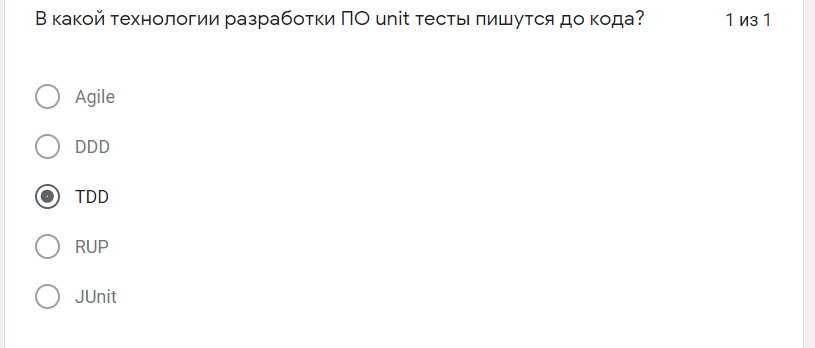 В какой технологии разработки ПО unit тесты пишутся до кода?
1 из 1
Agile
DDD
TDD
RUP
JUnit